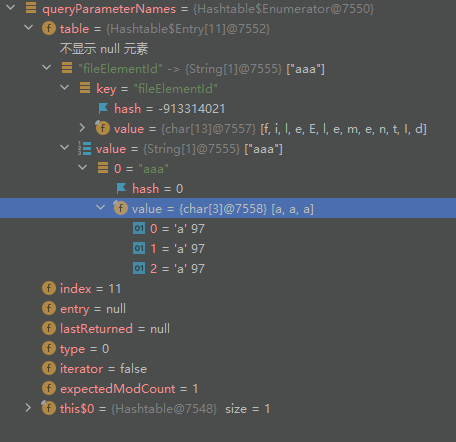 queryParameterNames = {Hashtable$Enumerator@7550}
table = {Hashtable$Entry[11]@7552}
不显示 null 元素
"fileElementId" -> {String[1]@7555} ["aaa"]
key = "fileElementId"
hash = -913314021
value = {char[13]@7557} [f, i, l, e, E, l, e, m, e, n, t, I, d]
value = {String[1]@7555} ["aaa"]
0 = "aaa"
hash = 0
value = {char[3]@7558} [a, a, a]
0 = 'a' 97
1 = 'a' 97
2 = 'a' 97
index = 11
entry = null
lastReturned = null
type = 0
iterator = false
expectedModCount = 1
this$0 = {Hashtable@7548} size = 1